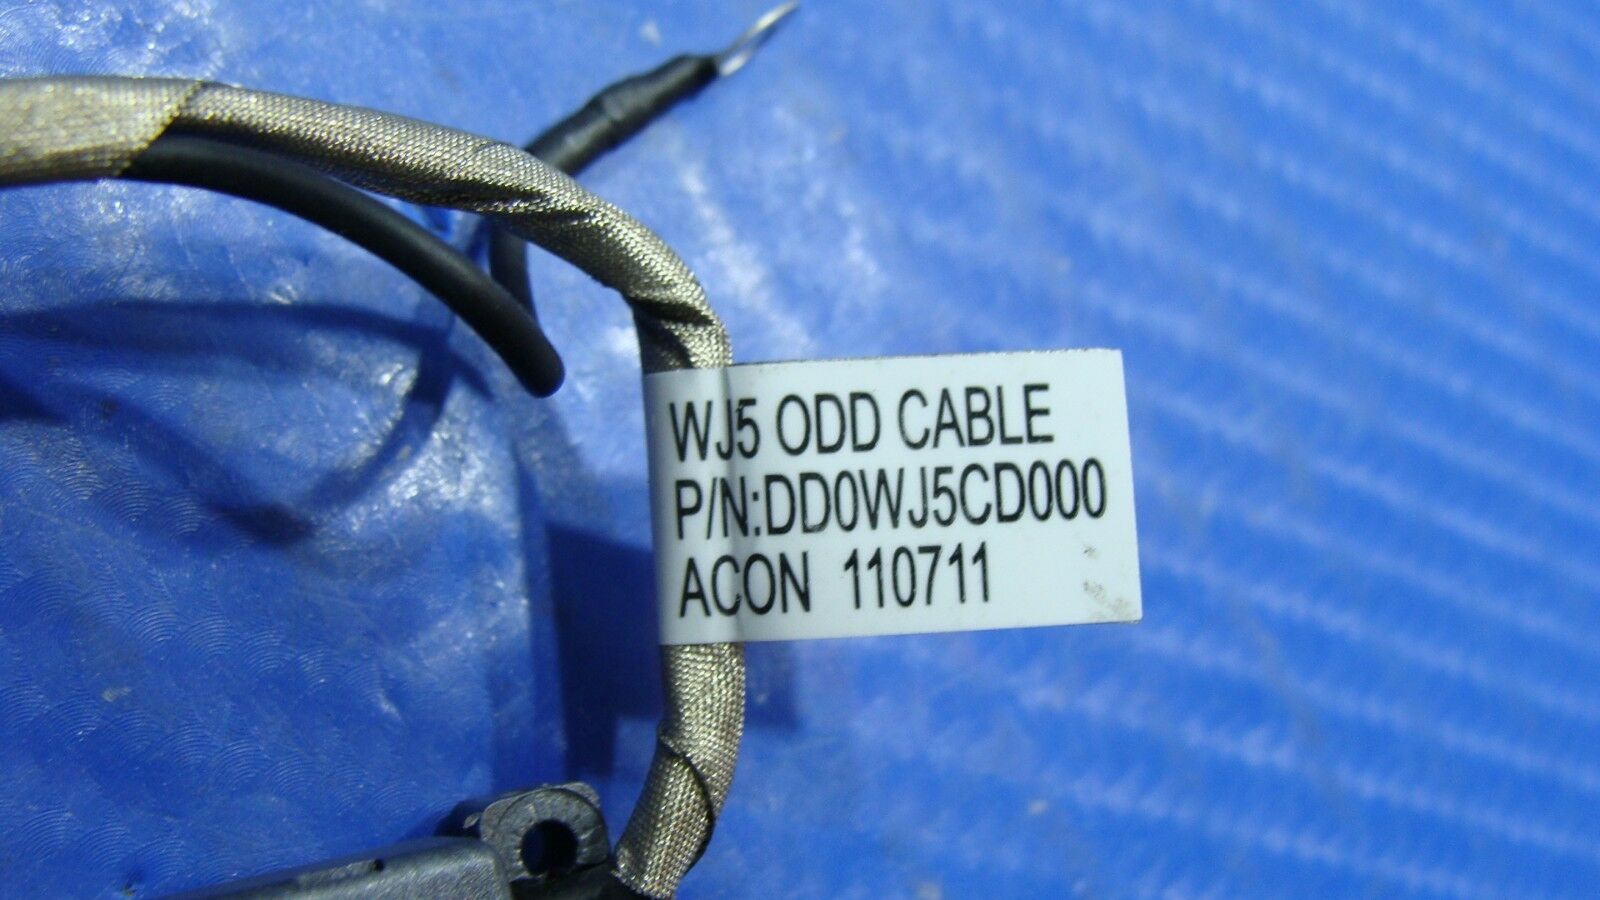 WJ5 ODD CABLE
P/N:DD0WJ5CD000
ACON 110711